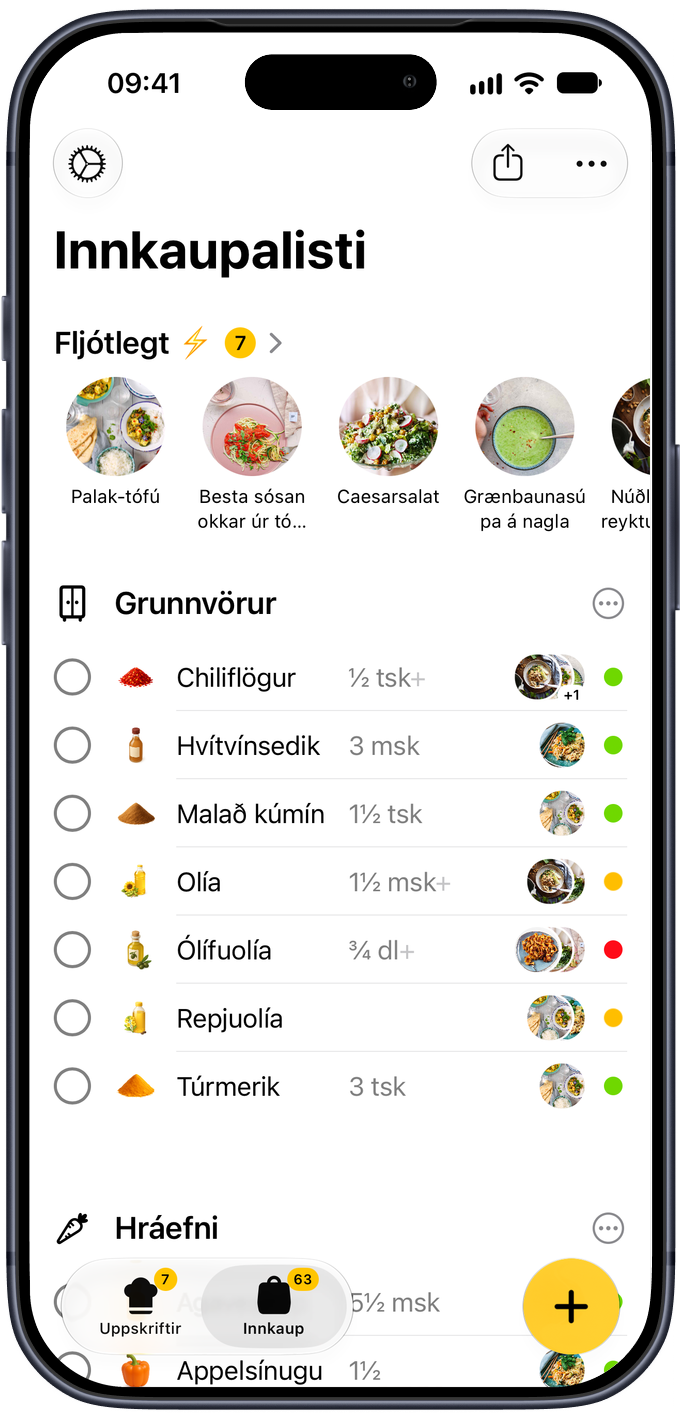 09:41
Innkaupalisti
Fljótlegt ⚡ 7
Palak-tófú
Besta sósan
okkar úr tó...
Caesarsalat
Grænbaunasú
pa á nagla
Núðl
reyktu
Grunnvörur
Chiliflögur ½ tsk+ +1
Hvítvínsedik 3 msk
Malað kúmín 1½ tsk
Olía 1½ msk+
Ólífuolía ¾ dl+
Repjuolía
Túrmerik 3 tsk
Hráefni
5½ msk
7
Uppskriftir
63
Innkaup
Appelsínugu 1½